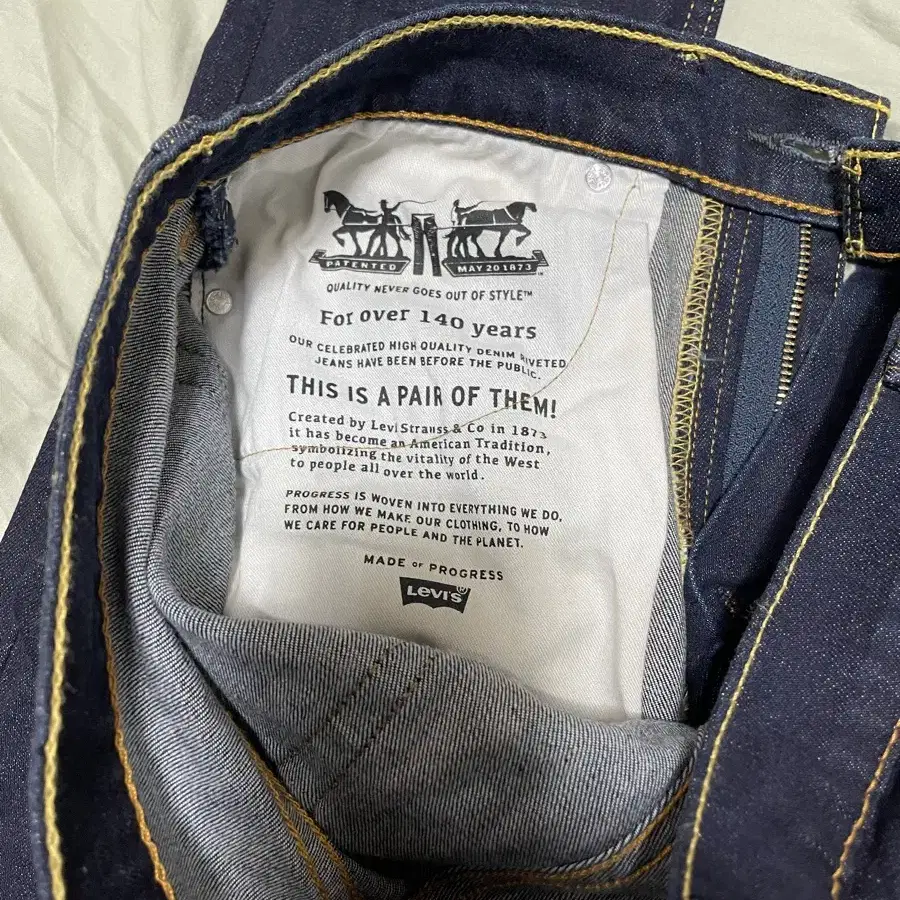 PATENTED MAY 20 1873
QUALITY NEVER GOES OUT OF STYLE™
For over 140 years
OUR CELEBRATED HIGH QUALITY DENIM RIVETED
JEANS HAVE BEEN BEFORE THE PUBLIC.
THIS IS A PAIR OF THEM!
Created by Levi Strauss & Co in 1873
it has become an American Tradition,
symbolizing the vitality of the West
to people all over the world.
PROGRESS IS WOVEN INTO EVERYTHING WE DO,
FROM HOW WE MAKE OUR CLOTHING, TO HOW
WE CARE FOR PEOPLE AND THE PLANET.
MADE OF PROGRESS
LEVI'S®